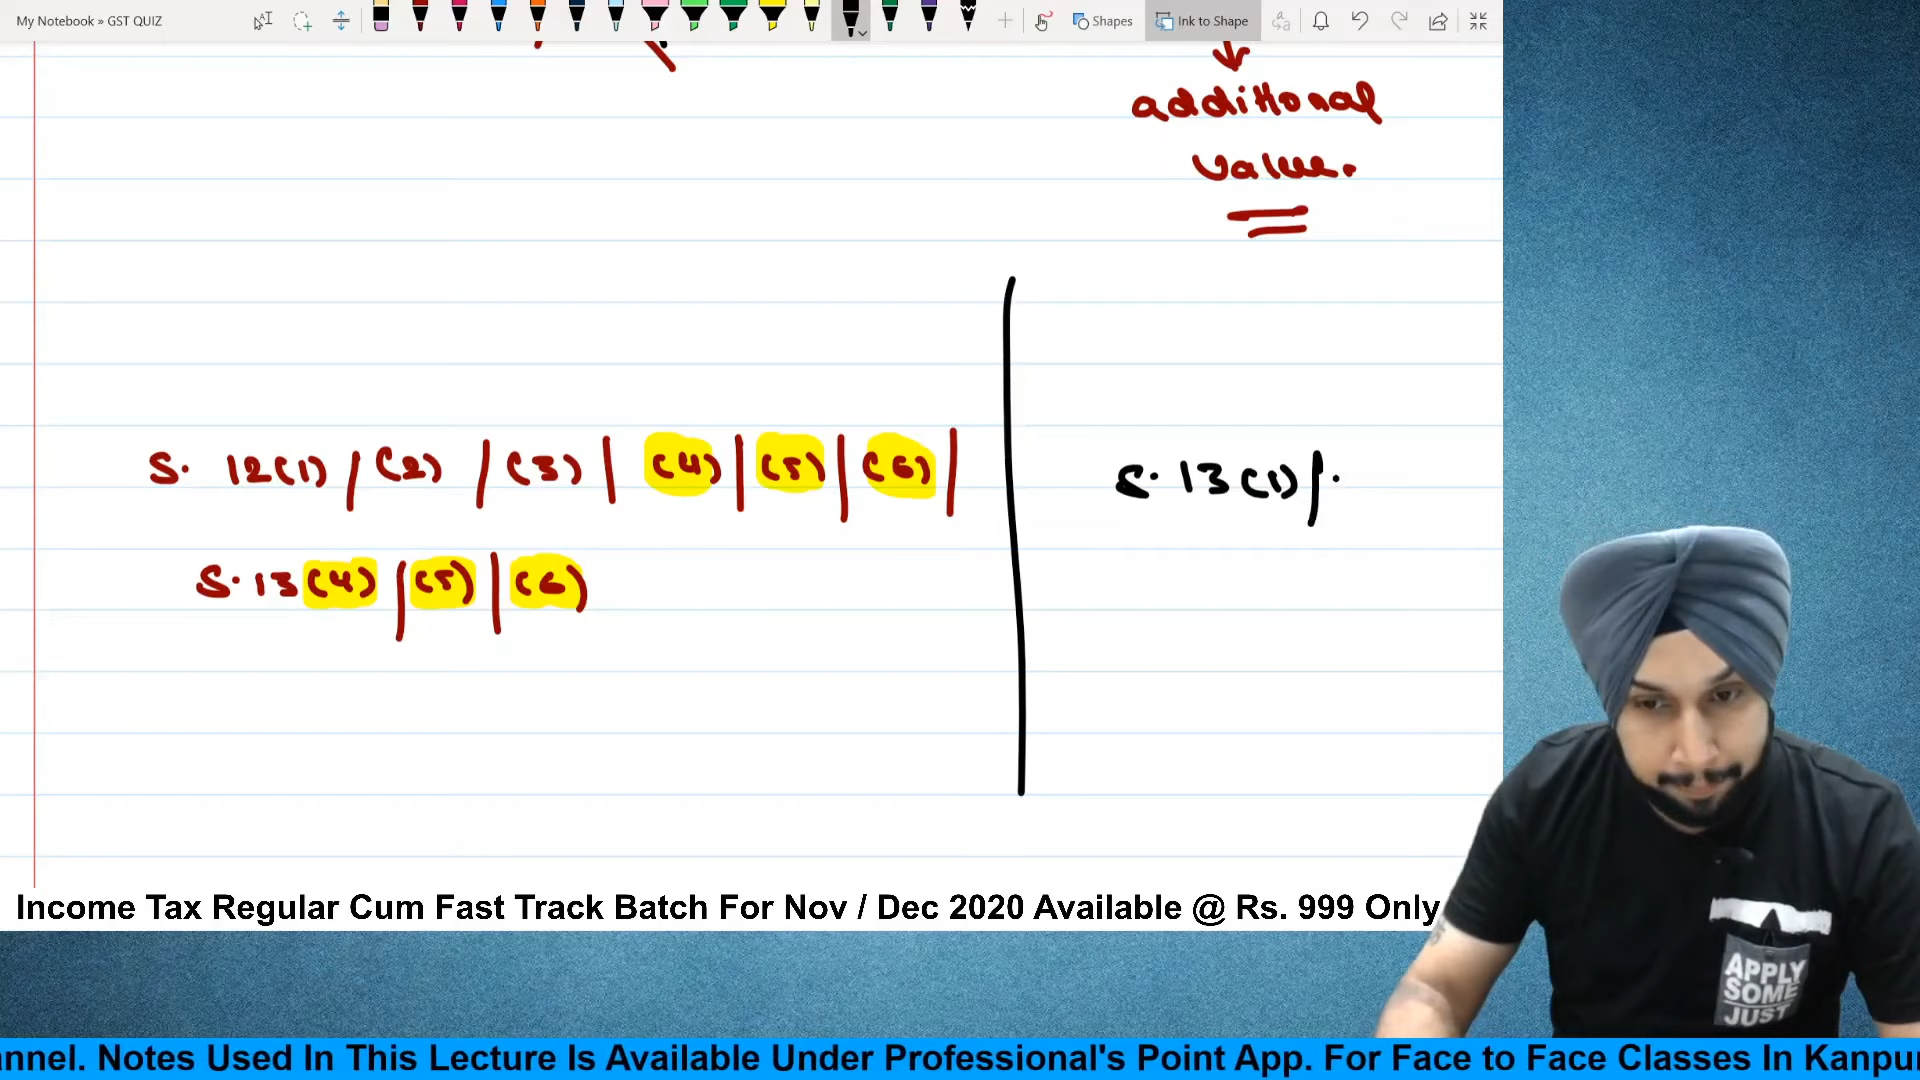 My Notebook » GST QUIZ
Shapes
Ink to Shape
additional
value.
S. 12(1) | (2) | (3) | (4) | (5) | (6) |
S. 13(4) | (5) | (6)
S. 13(1) | .
Income Tax Regular Cum Fast Track Batch For Nov / Dec 2020 Available @ Rs. 999 Only
APPLY
SOME
JUST
annel. Notes Used In This Lecture Is Available Under Professional's Point App. For Face to Face Classes In Kanpu